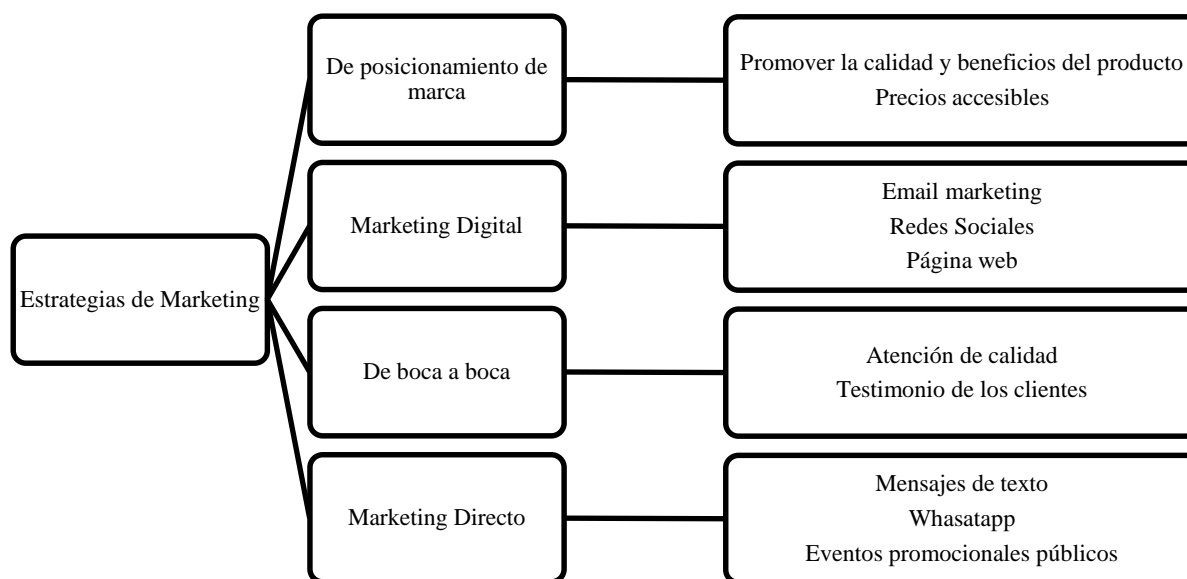 De posicionamiento de
marca
Promover la calidad y beneficios del producto
Precios accesibles
Marketing Digital
Email marketing
Redes Sociales
Página web
Estrategias de Marketing
De boca a boca
Atención de calidad
Testimonio de los clientes
Marketing Directo
Mensajes de texto
Whasatapp
Eventos promocionales públicos